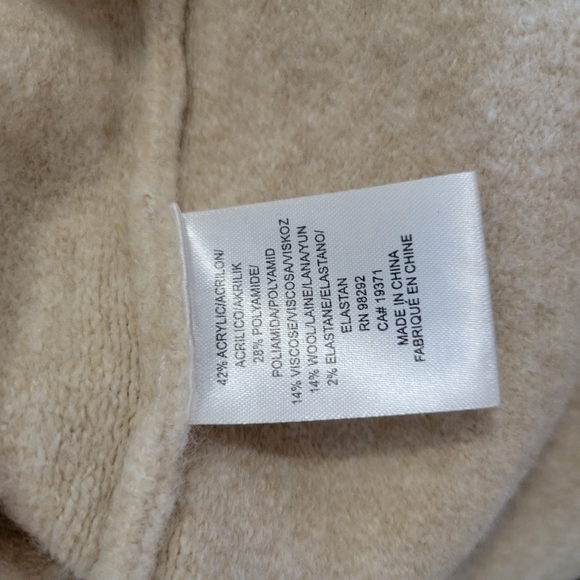 42% ACRYLIC/ACRILON/
ACRILICO/AKRILIK
28% POLYAMIDE/
POLIAMIDA/POLYAMID
14% VISCOSE/VISCOSA/VISKOZ
14% WOOL/LAINE/LANA/YUN
2% ELASTANE/ELASTANO/
ELASTAN
RN 98292
CA# 19371
MADE IN CHINA
FABRIQUÉ EN CHINE